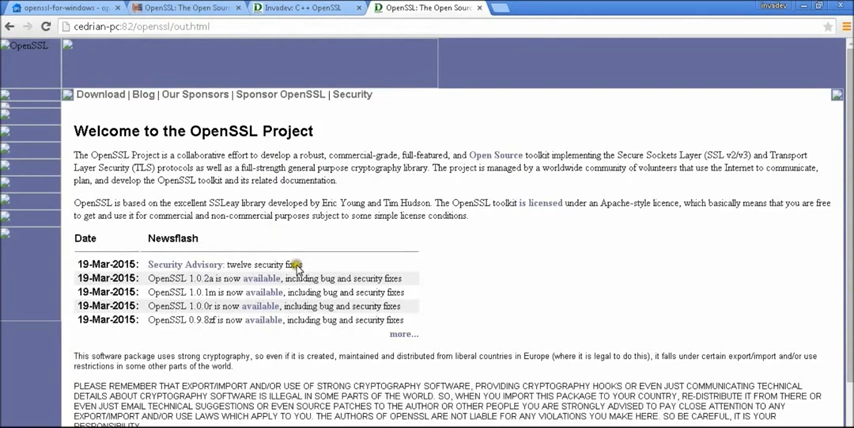 openssl-for-windows - o
OpenSSL: The Open Sour
Invadev: C++ OpenSSL
OpenSSL: The Open Sour
invadev
cedrian-pc:82/openssl/out.html
OpenSSL
Download | Blog | Our Sponsors | Sponsor OpenSSL | Security
Welcome to the OpenSSL Project
The OpenSSL Project is a collaborative effort to develop a robust, commercial-grade, full-featured, and Open Source toolkit implementing the Secure Sockets Layer (SSL v2/v3) and Transport
Layer Security (TLS) protocols as well as a full-strength general purpose cryptography library. The project is managed by a worldwide community of volunteers that use the Internet to communicate,
plan, and develop the OpenSSL toolkit and its related documentation.
OpenSSL is based on the excellent SSLeay library developed by Eric Young and Tim Hudson. The OpenSSL toolkit is licensed under an Apache-style licence, which basically means that you are free
to get and use it for commercial and non-commercial purposes subject to some simple license conditions.
Date Newsflash
19-Mar-2015: Security Advisory: twelve security fixes
19-Mar-2015: OpenSSL 1.0.2a is now available, including bug and security fixes
19-Mar-2015: OpenSSL 1.0.1m is now available, including bug and security fixes
19-Mar-2015: OpenSSL 1.0.0r is now available, including bug and security fixes
19-Mar-2015: OpenSSL 0.9.8zf is now available, including bug and security fixes
more...
This software package uses strong cryptography, so even if it is created, maintained and distributed from liberal countries in Europe (where it is legal to do this), it falls under certain export/import and/or use
restrictions in some other parts of the world.
PLEASE REMEMBER THAT EXPORT/IMPORT AND/OR USE OF STRONG CRYPTOGRAPHY SOFTWARE, PROVIDING CRYPTOGRAPHY HOOKS OR EVEN JUST COMMUNICATING TECHNICAL
DETAILS ABOUT CRYPTOGRAPHY SOFTWARE IS ILLEGAL IN SOME PARTS OF THE WORLD. SO, WHEN YOU IMPORT THIS PACKAGE TO YOUR COUNTRY, RE-DISTRIBUTE IT FROM THERE OR
EVEN JUST EMAIL TECHNICAL SUGGESTIONS OR EVEN SOURCE PATCHES TO THE AUTHOR OR OTHER PEOPLE YOU ARE STRONGLY ADVISED TO PAY CLOSE ATTENTION TO ANY
EXPORT/IMPORT AND/OR USE LAWS WHICH APPLY TO YOU. THE AUTHORS OF OPENSSL ARE NOT LIABLE FOR ANY VIOLATIONS YOU MAKE HERE. SO BE CAREFUL, IT IS YOUR
RESPONSIBILITY.